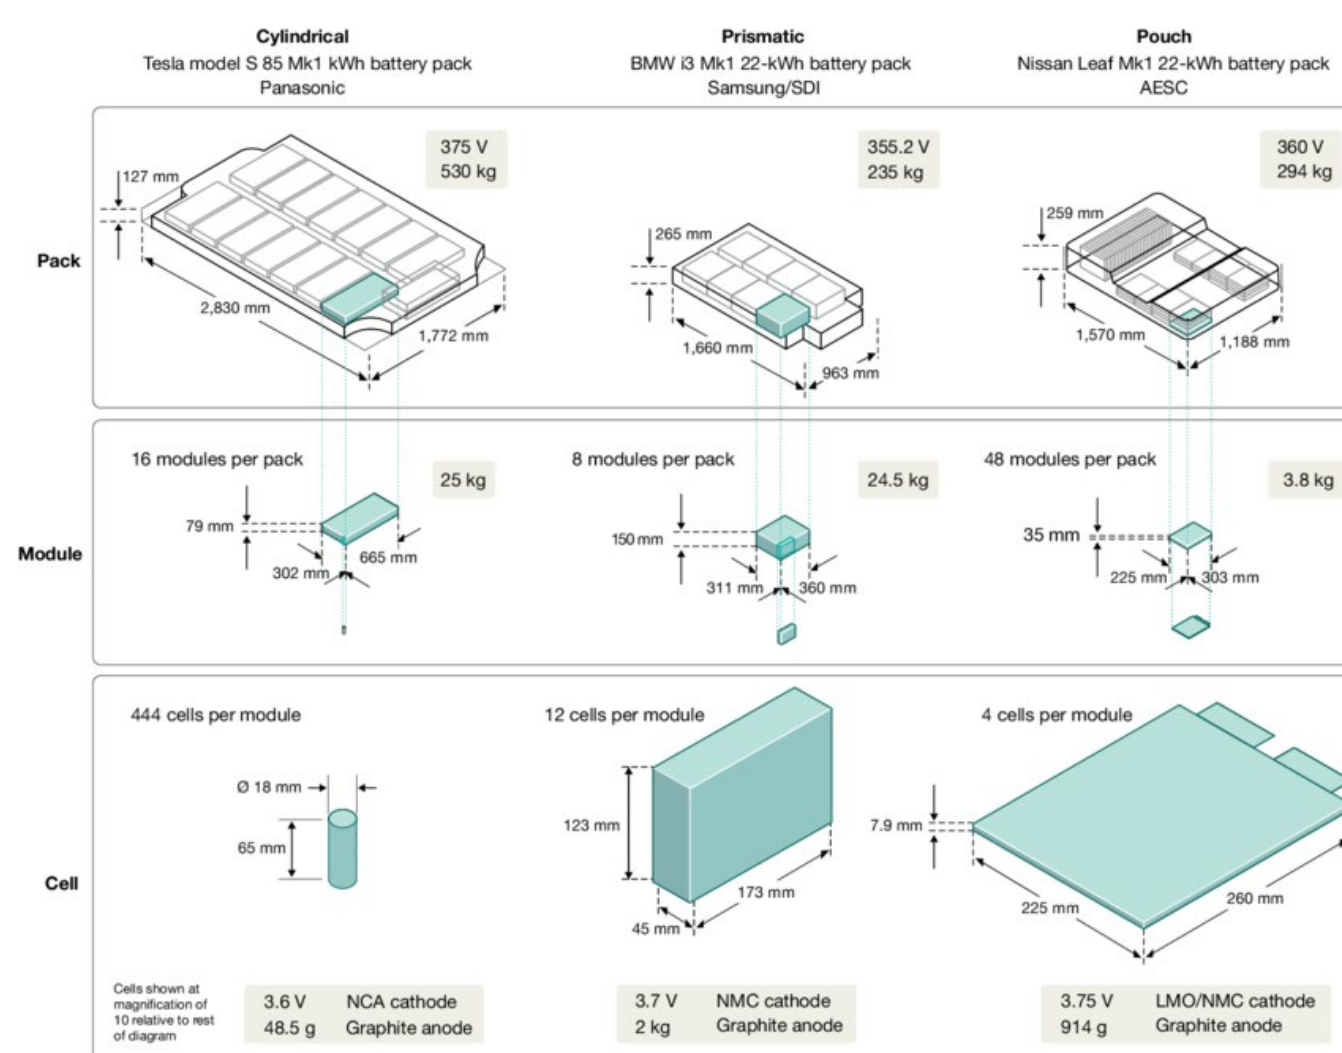 Cylindrical
Tesla model S 85 Mk1 kWh battery pack
Panasonic
Prismatic
BMW i3 Mk1 22-kWh battery pack
Samsung/SDI
Pouch
Nissan Leaf Mk1 22-kWh battery pack
AESC
Pack
375 V
530 kg
127 mm
2,830 mm
1,772 mm
355.2 V
235 kg
265 mm
1,660 mm
963 mm
360 V
294 kg
259 mm
1,570 mm
1,188 mm
Module
16 modules per pack
25 kg
79 mm
302 mm
665 mm
8 modules per pack
24.5 kg
150 mm
311 mm
360 mm
48 modules per pack
3.8 kg
35 mm
225 mm
303 mm
Cell
444 cells per module
Ø 18 mm
65 mm
12 cells per module
123 mm
45 mm
173 mm
4 cells per module
7.9 mm
225 mm
260 mm
Cells shown at
magnification of
10 relative to rest
of diagram
3.6 V NCA cathode
48.5 g Graphite anode
3.7 V NMC cathode
2 kg Graphite anode
3.75 V LMO/NMC cathode
914 g Graphite anode